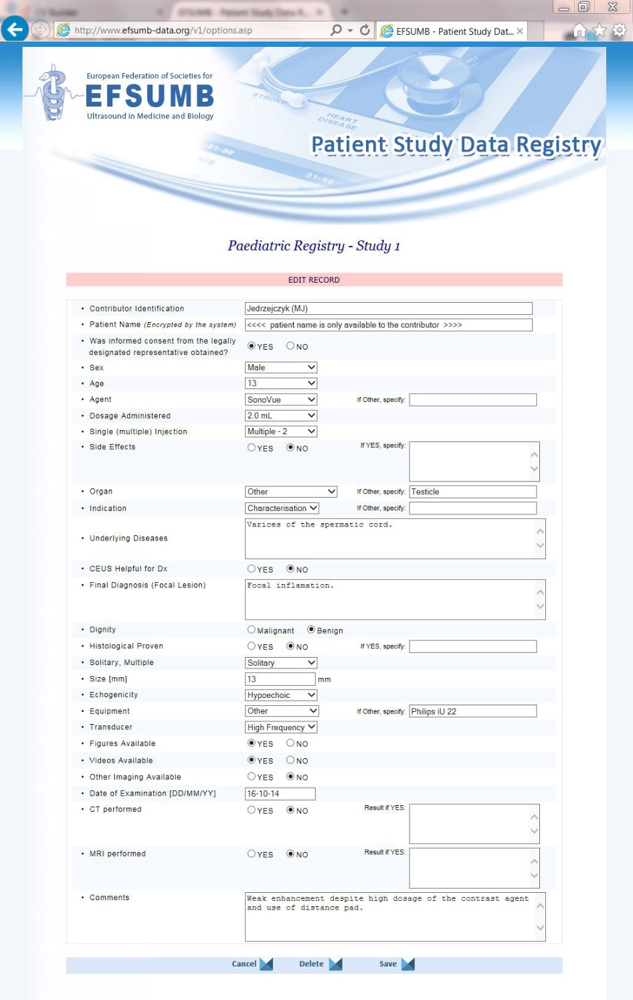 http://www.efsumb-data.org/v1/options.asp
EFSUMB - Patient Study Dat...
European Federation of Societies for
EFSUMB
Ultrasound in Medicine and Biology
STROKE
HEART
DISEASE
21-30
31-40
Patient Study Data Registry
Paediatric Registry - Study 1
EDIT RECORD
• Contributor Identification Jedrzejczyk (MJ)
• Patient Name (Encrypted by the system) <<<< patient name is only available to the contributor >>>>
• Was informed consent from the legally
designated representative obtained? YES NO
• Sex Male
• Age 13
• Agent SonoVue If Other, specify:
• Dosage Administered 2.0 mL
• Single (multiple) Injection Multiple - 2
• Side Effects YES NO If YES, specify:
• Organ Other If Other, specify: Testicle
• Indication Characterisation If Other, specify:
• Underlying Diseases Varices of the spermatic cord.
• CEUS Helpful for Dx YES NO
• Final Diagnosis (Focal Lesion) Focal inflamation.
• Dignity Malignant Benign
• Histological Proven YES NO If YES, specify:
• Solitary, Multiple Solitary
• Size [mm] 13 mm
• Echogenicity Hypoechoic
• Equipment Other If Other, specify: Philips iU 22
• Transducer High Frequency
• Figures Available YES NO
• Videos Available YES NO
• Other Imaging Available YES NO
• Date of Examination [DD/MM/YY] 16-10-14
• CT performed YES NO Result if YES:
• MRI performed YES NO Result if YES:
• Comments Weak enhancement despite high dosage of the contrast agent
and use of distance pad.
Cancel Delete Save